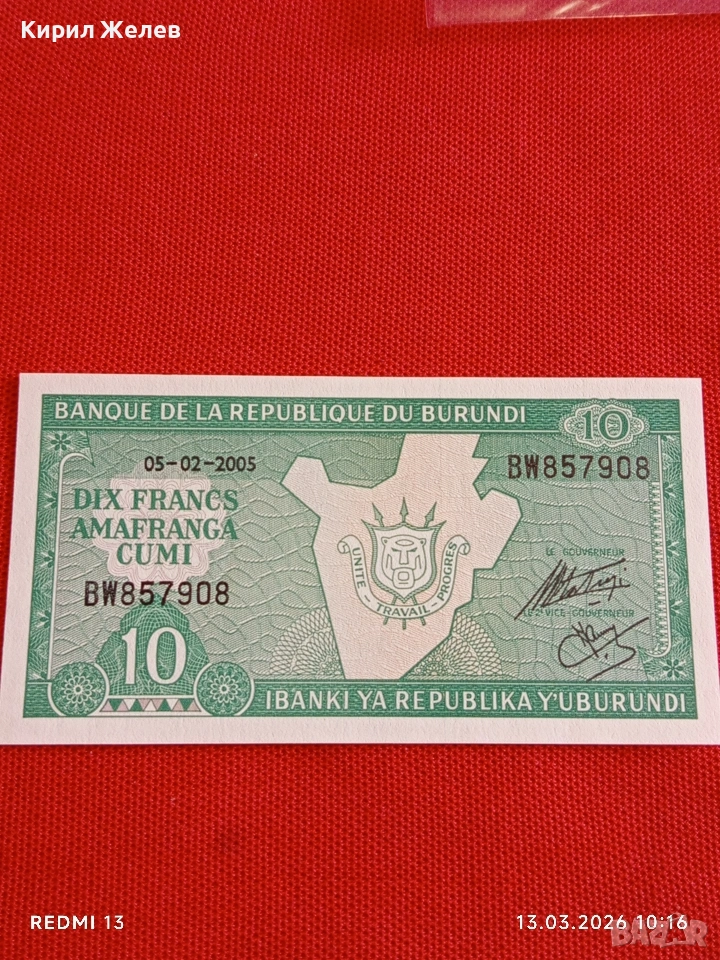 Кирил Желев
BANQUE DE LA REPUBLIQUE DU BURUNDI
10
05-02-2005
BW857908
DIX FRANCS
AMAFRANGA
CUMI
BW857908
UNITE - TRAVAIL - PROGRES
LE GOUVERNEUR
LE 2e VICE-GOUVERNEUR
10
IBANKI YA REPUBLIKA Y'UBURUNDI
REDMI 13
13.03.2026 10:16
BAZAR